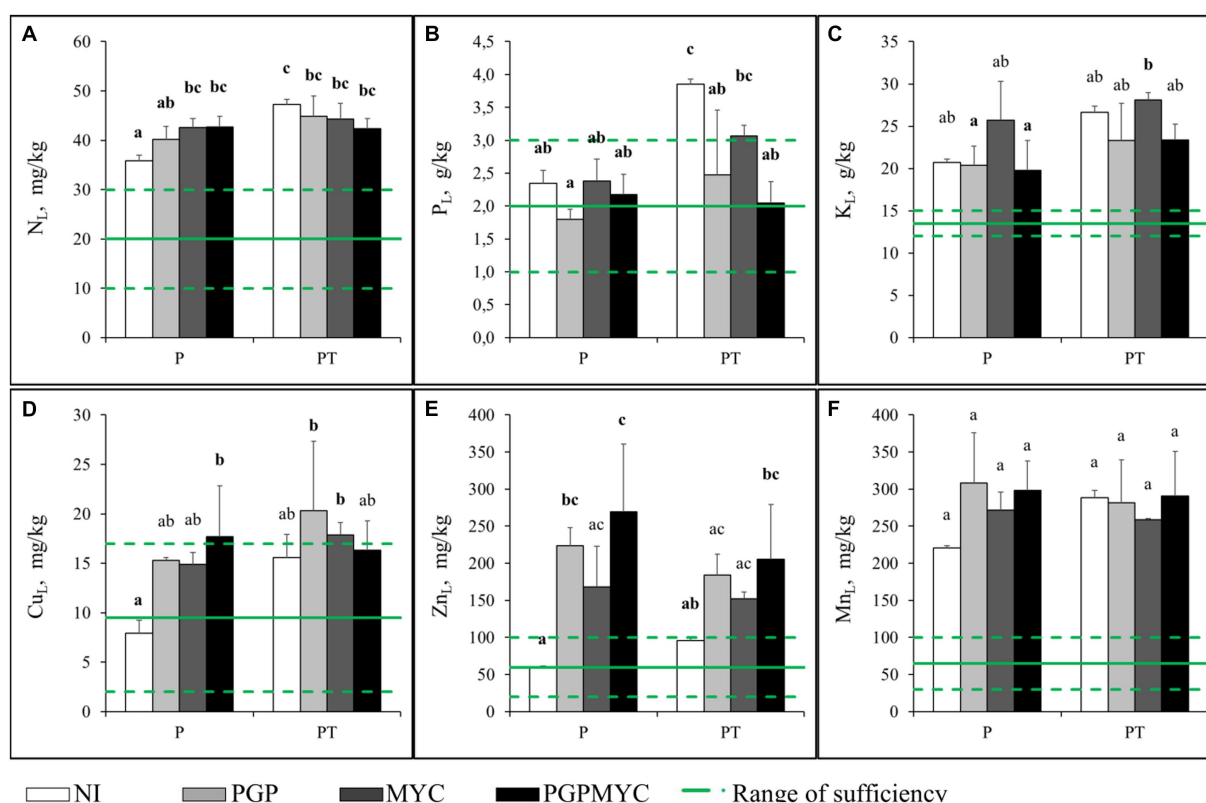 A
N_L, mg/kg
60
50
40
30
20
10
0
a
ab
bc
bc
c
bc
bc
bc
P
PT
B
P_L, g/kg
4,5
4,0
3,5
3,0
2,5
2,0
1,5
1,0
0,5
0,0
ab
a
ab
ab
c
ab
bc
ab
P
PT
C
K_L, g/kg
35
30
25
20
15
10
5
0
ab
a
ab
a
ab
ab
b
ab
P
PT
D
Cu_L, mg/kg
30
25
20
15
10
5
0
a
ab
ab
b
ab
b
b
ab
P
PT
E
Zn_L, mg/kg
400
350
300
250
200
150
100
50
0
a
bc
ac
c
ab
ac
ac
bc
P
PT
F
Mn_L, mg/kg
400
350
300
250
200
150
100
50
0
a
a
a
a
a
a
a
a
P
PT
NI PGP MYC PGPMYC Range of sufficiency